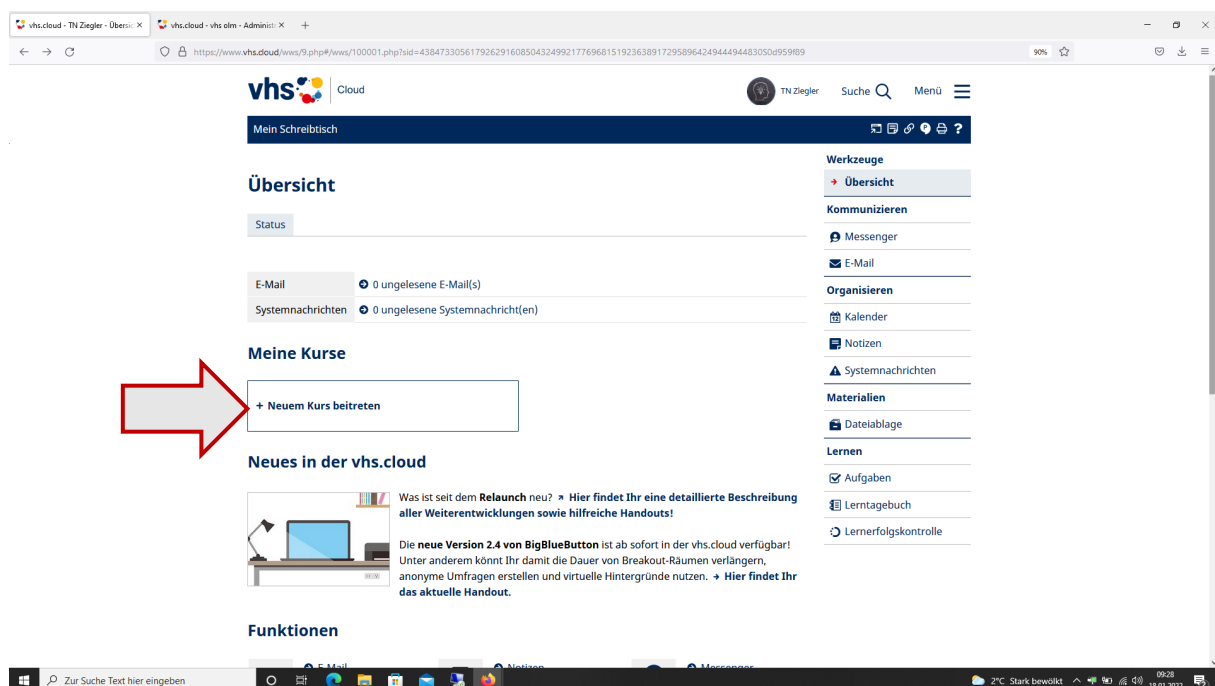 vhs.cloud - TN Ziegler - Übersic
vhs.cloud - vhs olm - Administ
https://www.vhs.cloud/wws/9.php#/wws/100001.php?sid=43847330561792629160850432499217769681519236389172958964249444944830S0d959f89
90%
vhs Cloud
TN Ziegler
Suche
Menü
Mein Schreibtisch
Übersicht
Status
E-Mail
0 ungelesene E-Mail(s)
Systemnachrichten
0 ungelesene Systemnachricht(en)
Meine Kurse
+ Neuem Kurs beitreten
Neues in der vhs.cloud
Was ist seit dem Relaunch neu? Hier findet Ihr eine detaillierte Beschreibung
aller Weiterentwicklungen sowie hilfreiche Handouts!
Die neue Version 2.4 von BigBlueButton ist ab sofort in der vhs.cloud verfügbar!
Unter anderem könnt Ihr damit die Dauer von Breakout-Räumen verlängern,
anonyme Umfragen erstellen und virtuelle Hintergründe nutzen. Hier findet Ihr
das aktuelle Handout.
Funktionen
E-Mail
Notizen
Messenger
Werkzeuge
Übersicht
Kommunizieren
Messenger
E-Mail
Organisieren
Kalender
Notizen
Systemnachrichten
Materialien
Dateiablage
Lernen
Aufgaben
Lerntagebuch
Lernerfolgskontrolle
Zur Suche Text hier eingeben
2°C Stark bewölkt
09:28
18.01.2022